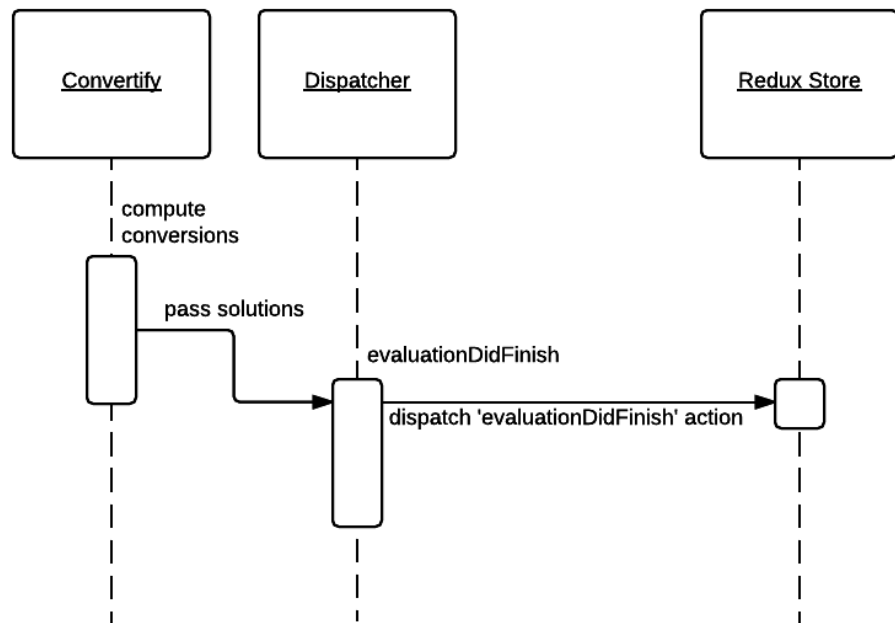 Convertify
Dispatcher
Redux Store
compute
conversions
pass solutions
evaluationDidFinish
dispatch 'evaluationDidFinish' action